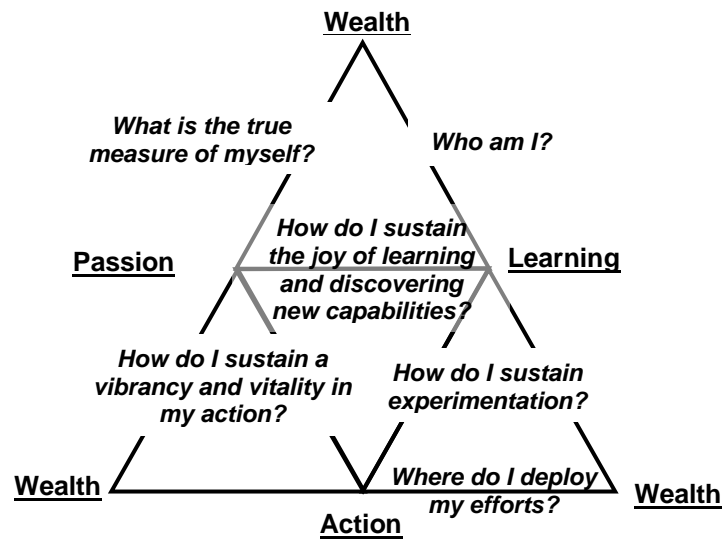 Wealth
What is the true
measure of myself?
Who am I?
How do I sustain
the joy of learning
and discovering
new capabilities?
Passion
Learning
How do I sustain a
vibrancy and vitality in
my action?
How do I sustain
experimentation?
Wealth
Where do I deploy
my efforts?
Wealth
Action